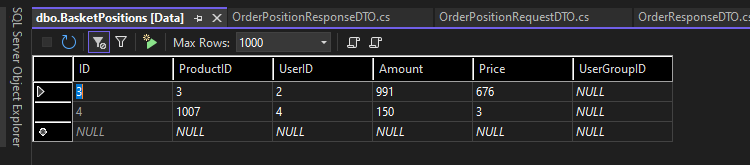 SQL Server Object Explorer
dbo.BasketPositions [Data]
OrderPositionResponseDTO.cs
OrderPositionRequestDTO.cs
OrderResponseDTO.cs
Max Rows: 1000
ID ProductID UserID Amount Price UserGroupID
3 3 2 991 676 NULL
4 1007 4 150 3 NULL
NULL NULL NULL NULL NULL NULL